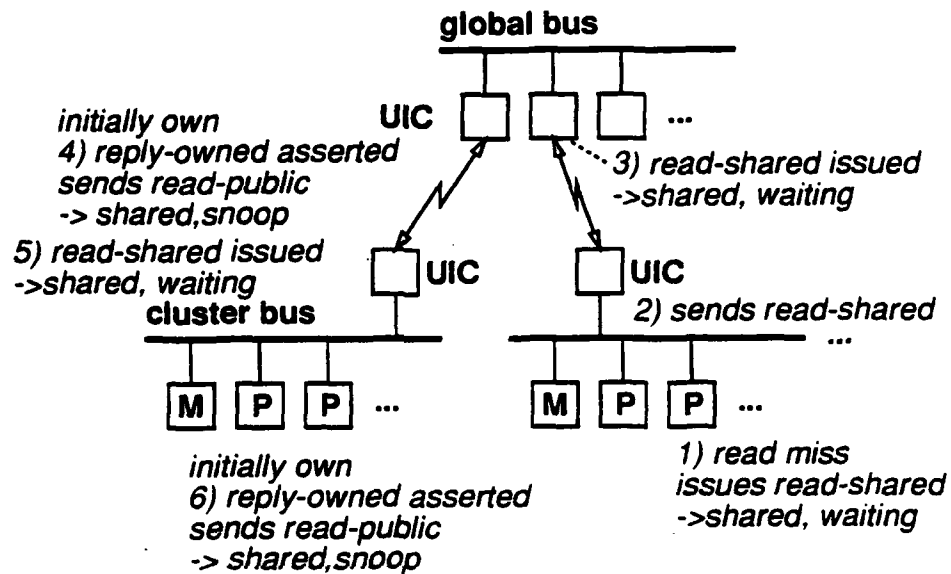 global bus
UIC
...
initially own
4) reply-owned asserted
sends read-public
-> shared,snoop
3) read-shared issued
->shared, waiting
5) read-shared issued
->shared, waiting
UIC
UIC
cluster bus
2) sends read-shared
...
M P P ...
M P P ...
initially own
6) reply-owned asserted
sends read-public
-> shared,snoop
1) read miss
issues read-shared
->shared, waiting